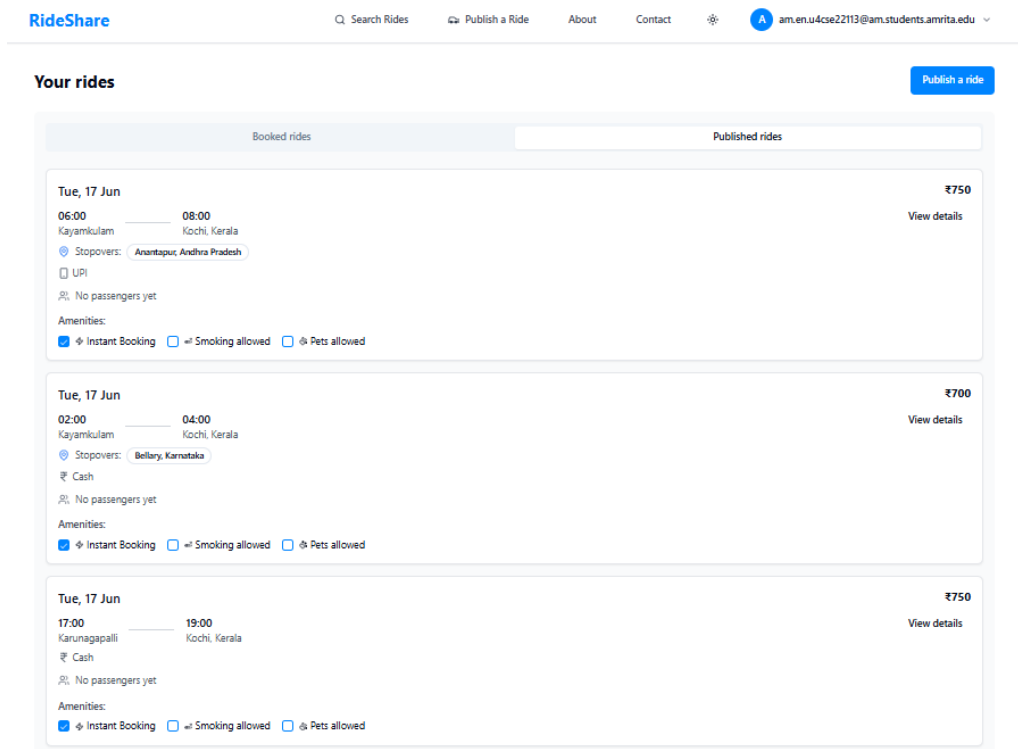 RideShare
Search Rides
Publish a Ride
About
Contact
A
am.en.u4cse22113@am.students.amrita.edu
Your rides
Publish a ride
Booked rides
Published rides
Tue, 17 Jun
₹750
06:00
08:00
View details
Kayamkulam
Kochi, Kerala
Stopovers: Anantapur, Andhra Pradesh
UPI
No passengers yet
Amenities:
Instant Booking Smoking allowed Pets allowed
Tue, 17 Jun
₹700
02:00
04:00
View details
Kayamkulam
Kochi, Kerala
Stopovers: Bellary, Karnataka
₹ Cash
No passengers yet
Amenities:
Instant Booking Smoking allowed Pets allowed
Tue, 17 Jun
₹750
17:00
19:00
View details
Karunagapalli
Kochi, Kerala
₹ Cash
No passengers yet
Amenities:
Instant Booking Smoking allowed Pets allowed